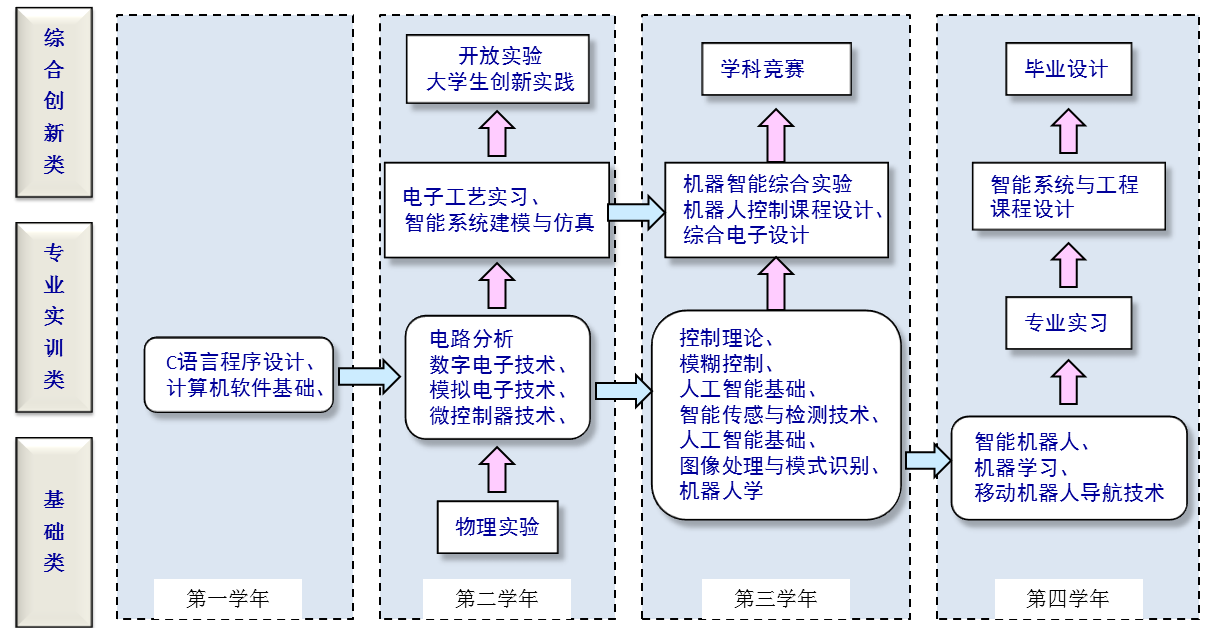 综
合
创
新
类
专
业
实
训
类
基
础
类
C语言程序设计、
计算机软件基础、
第一学年
开放实验
大学生创新实践
电子工艺实习、
智能系统建模与仿真
电路分析
数字电子技术、
模拟电子技术、
微控制器技术、
物理实验
第二学年
学科竞赛
机器智能综合实验
机器人控制课程设计、
综合电子设计
控制理论、
模糊控制、
人工智能基础、
智能传感与检测技术、
人工智能基础、
图像处理与模式识别、
机器人学
第三学年
毕业设计
智能系统与工程
课程设计
专业实习
智能机器人、
机器学习、
移动机器人导航技术
第四学年